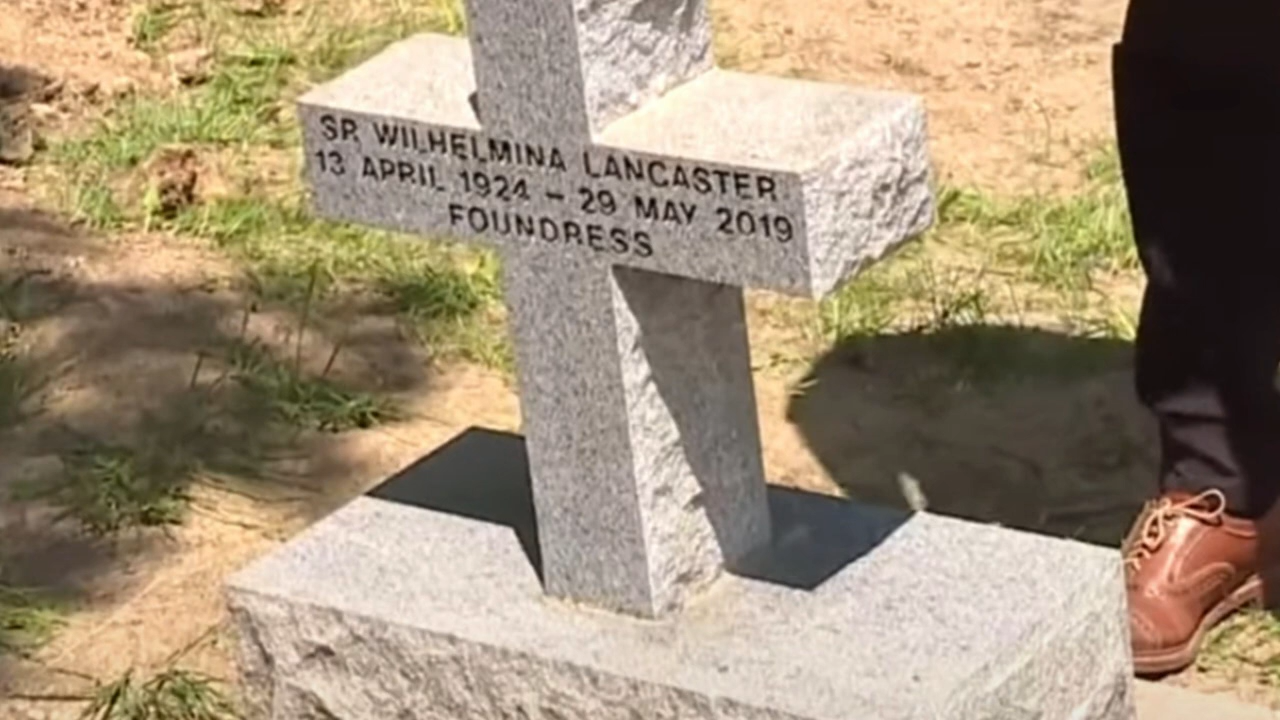 SR. WILHELMINA LANCASTER
13 APRIL 1924 – 29 MAY 2019
FOUNDRESS